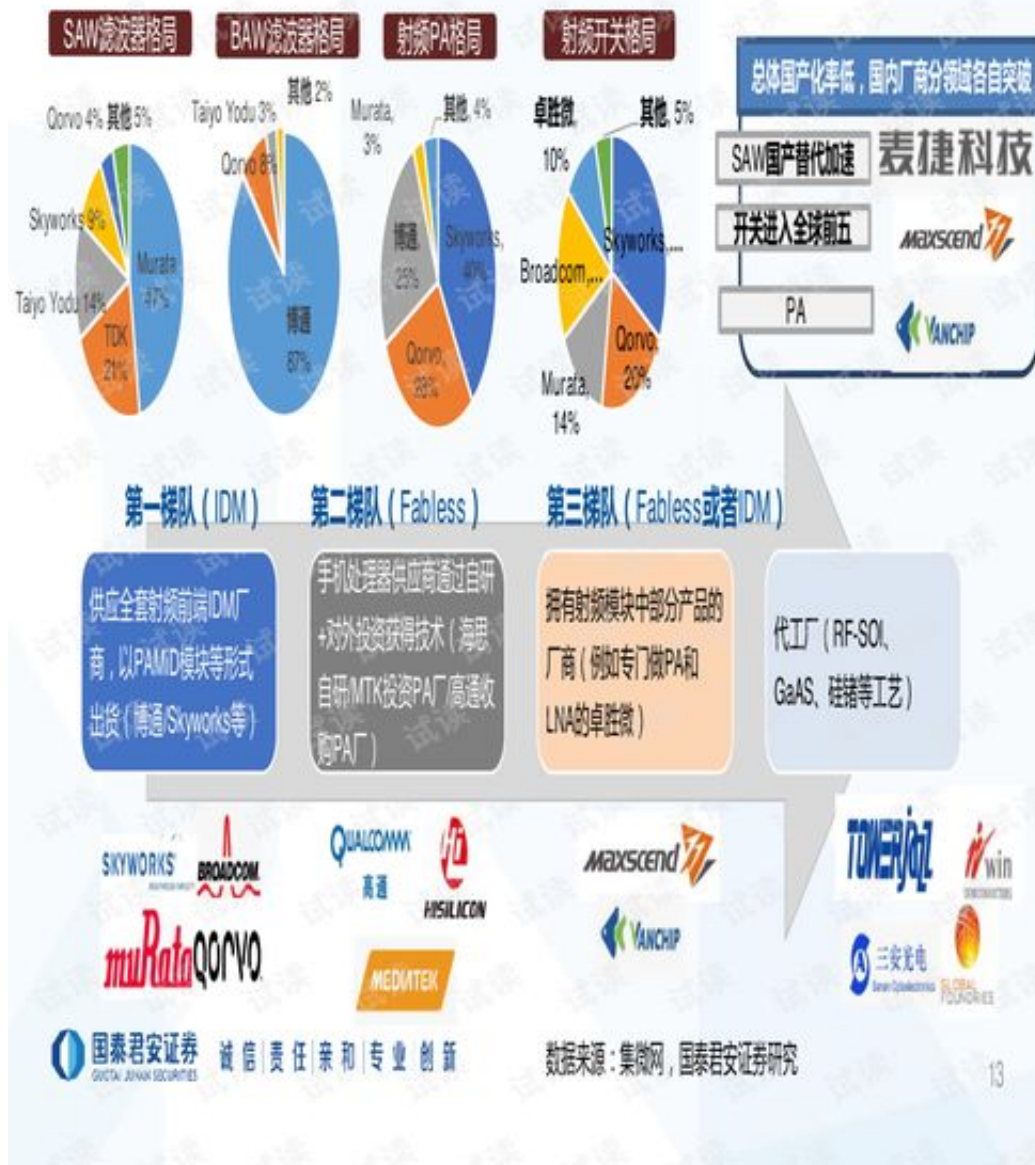 SAW滤波器格局
BAW滤波器格局
射频PA格局
射频开关格局
总体国产化率低，国内厂商分领域各自突破
Qorvo 4%
其他 5%
Skyworks 9%
Taiyo Yodu 14%
TDK
21%
Murata
47%
Taiyo Yodu 3%
其他 2%
Qorvo 8%
博通
87%
Murata,
3%
其他, 4%
博通,
25%
Skyworks,
40%
Qorvo,
28%
卓胜微,
10%
其他, 5%
Broadcom,...
Skyworks,...
Murata,
14%
Qorvo,
20%
SAW国产替代加速
麦捷科技
开关进入全球前五
maxscend
PA
VANCHIP
第一梯队（IDM）
第二梯队（Fabless）
第三梯队（Fabless或者IDM）
供应全套射频前端IDM厂
商，以PAMID模块等形式
出货（博通/Skyworks等）
手机处理器供应商通过自研
+对外投资获得技术（海思
自研/MTK投资PA厂/高通收
购PA厂）
拥有射频模块中部分产品的
厂商（例如专门做PA和
LNA的卓胜微）
代工厂（RF-SOI、
GaAS、硅锗等工艺）
SKYWORKS
BROADCOM
muRata
QORVO
QUALCOMM
高通
HISILICON
MEDIATEK
maxscend
VANCHIP
TOWERjazz
win
SEMICONDUCTORS
三安光电
Sanan Optoelectronics
GLOBAL
FOUNDRIES
国泰君安证券
GUOTAI JUNAN SECURITIES
诚信|责任|亲和|专业 创新
数据来源：集微网，国泰君安证券研究
13
试读